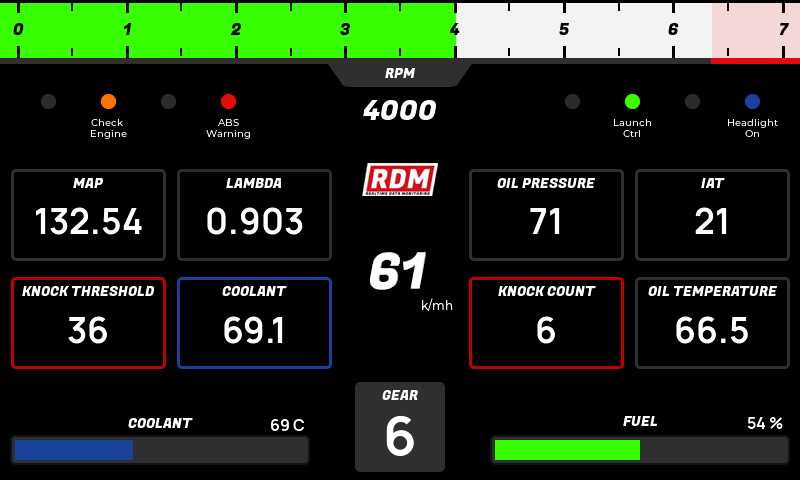 0 1 2 3 4 5 6 7
RPM
4000
Check
Engine
ABS
Warning
Launch
Ctrl
Headlight
On
RDM
REALTIME DATA MONITORING
MAP
132.54
LAMBDA
0.903
OIL PRESSURE
71
IAT
21
61
k/mh
KNOCK THRESHOLD
36
COOLANT
69.1
KNOCK COUNT
6
OIL TEMPERATURE
66.5
GEAR
6
COOLANT 69 C
FUEL 54 %